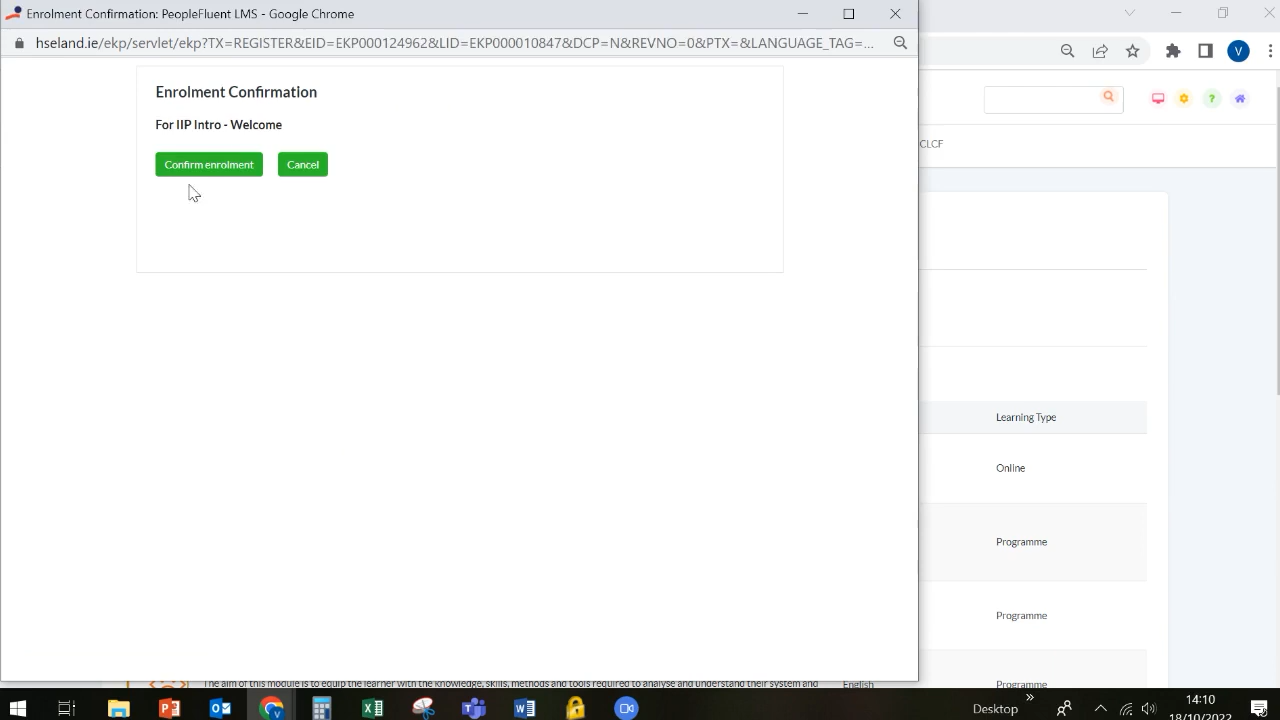 Enrolment Confirmation: PeopleFluent LMS - Google Chrome
hseland.ie/ekp/servlet/ekp?TX=REGISTER&EID=EKP000124962&LID=EKP000010847&DCP=N&REVNO=0&PTX=&LANGUAGE_TAG=...
V
Enrolment Confirmation
For IIP Intro - Welcome
Confirm enrolment
Cancel
CLCF
Learning Type
Online
Programme
Programme
Programme
The aim of this module is to equip the learner with the knowledge, skills, methods and tools required to analyse and understand their system and
English
Desktop
14:10
18/10/2022